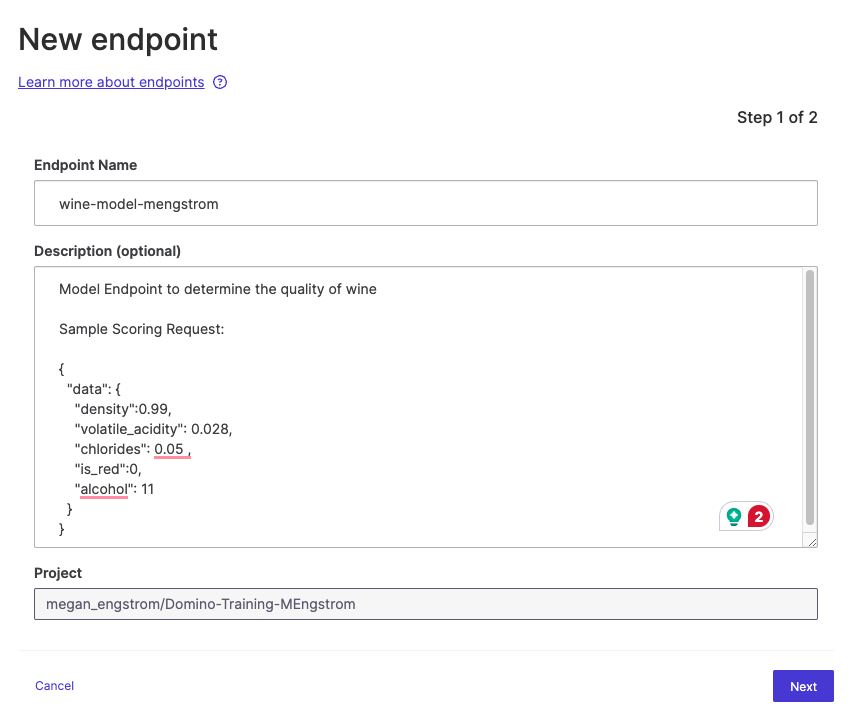 New endpoint
Learn more about endpoints
Step 1 of 2
Endpoint Name
wine-model-mengstrom
Description (optional)
Model Endpoint to determine the quality of wine
Sample Scoring Request:
{
"data": {
"density":0.99,
"volatile_acidity": 0.028,
"chlorides": 0.05 ,
"is_red":0,
"alcohol": 11
}
}
2
Project
megan_engstrom/Domino-Training-MEngstrom
Cancel
Next